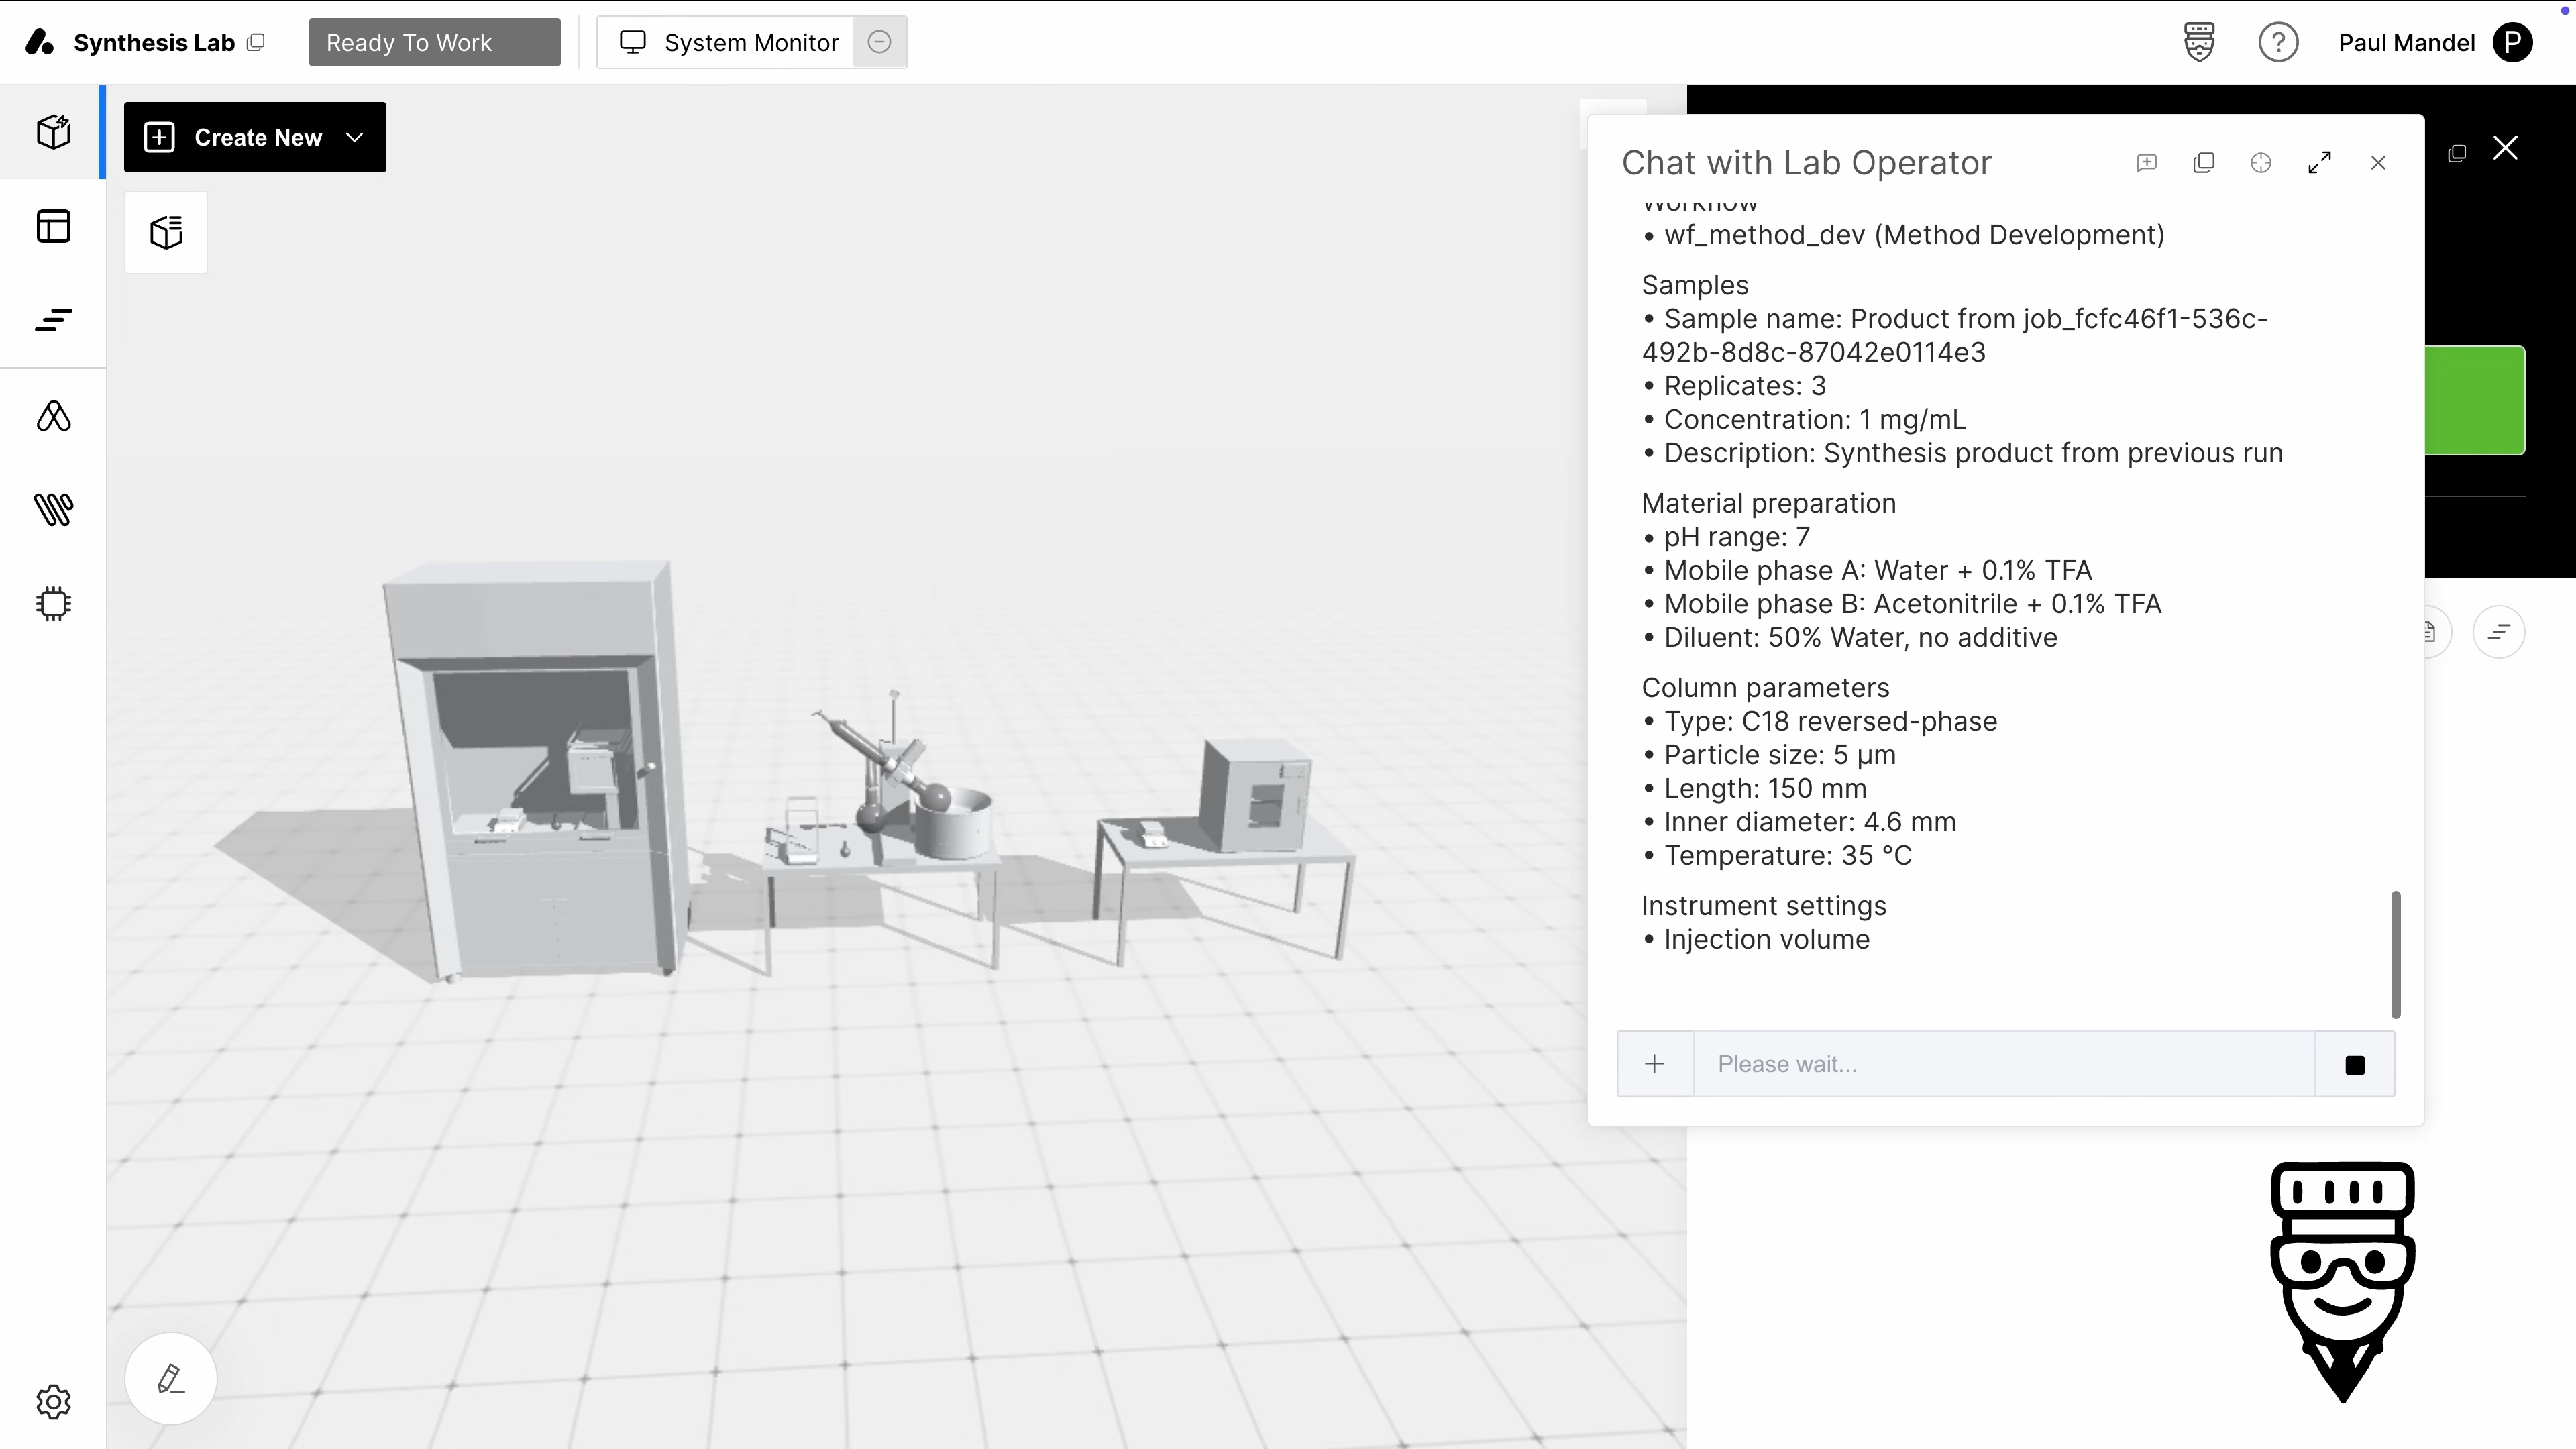 Synthesis Lab
Ready To Work
System Monitor
Paul Mandel
P
Create New
Chat with Lab Operator
Workflow
• wf_method_dev (Method Development)
Samples
• Sample name: Product from job_fcfc46f1-536c-
492b-8d8c-87042e0114e3
• Replicates: 3
• Concentration: 1 mg/mL
• Description: Synthesis product from previous run
Material preparation
• pH range: 7
• Mobile phase A: Water + 0.1% TFA
• Mobile phase B: Acetonitrile + 0.1% TFA
• Diluent: 50% Water, no additive
Column parameters
• Type: C18 reversed-phase
• Particle size: 5 µm
• Length: 150 mm
• Inner diameter: 4.6 mm
• Temperature: 35 °C
Instrument settings
• Injection volume
Please wait...